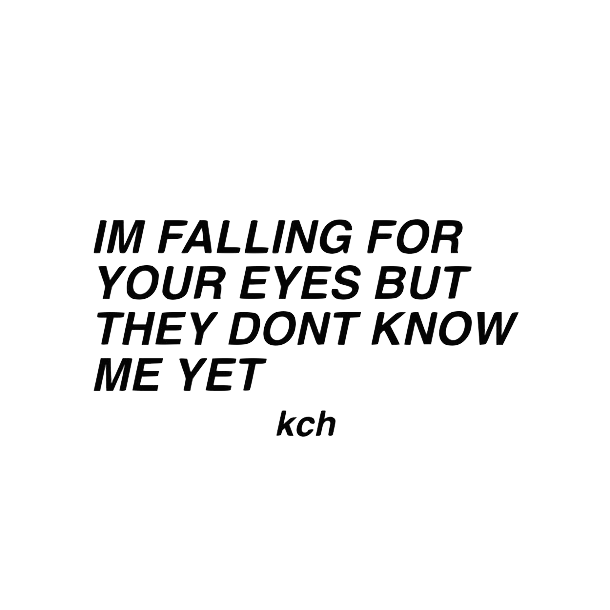 IM FALLING FOR
YOUR EYES BUT
THEY DONT KNOW
ME YET
kch